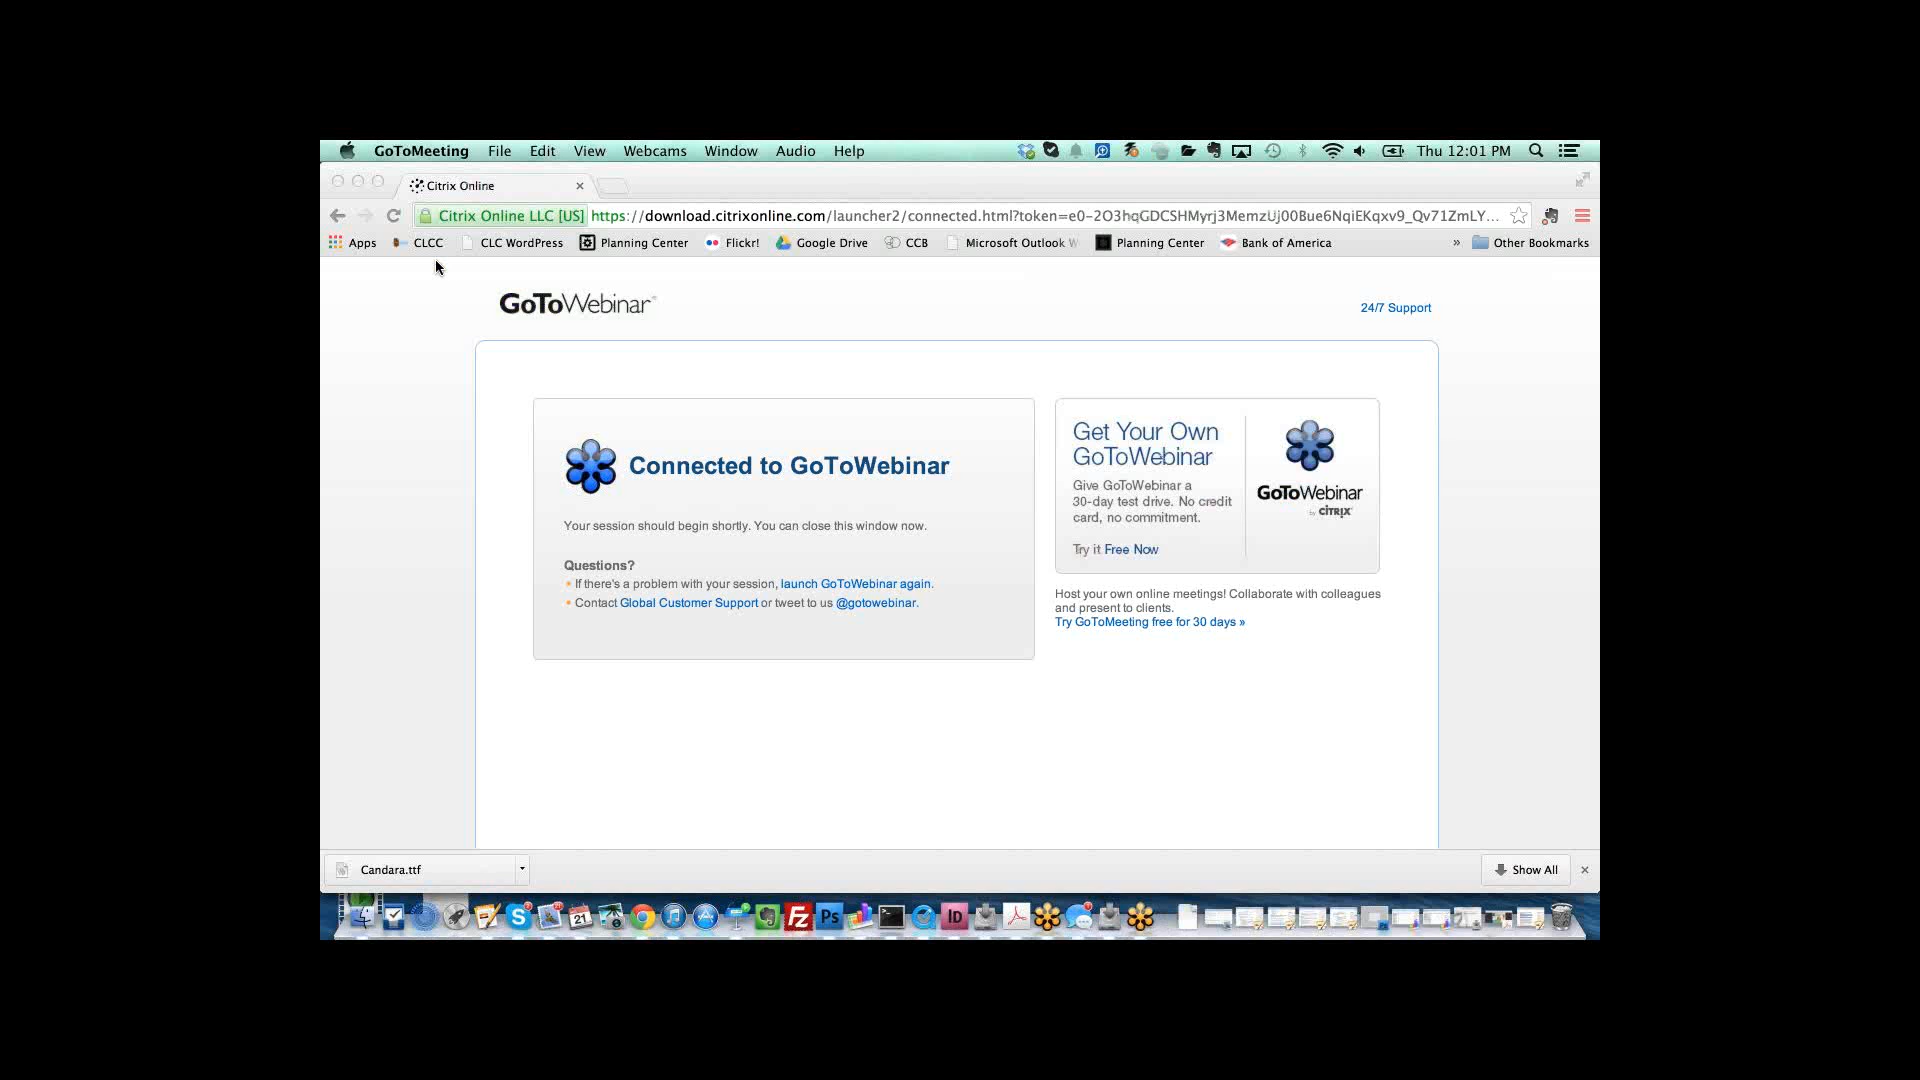 GoToMeeting File Edit View Webcams Window Audio Help Thu 12:01 PM
Citrix Online
Citrix Online LLC [US] https://download.citrixonline.com/launcher2/connected.html?token=
Apps CLCC CLC WordPress Planning Center Flickr! Google Drive CCB Microsoft Outlook W Planning Center Bank of America » Other Bookmarks
GoToWebinar
24/7 Support
Connected to GoToWebinar
Your session should begin shortly. You can close this window now.
Questions?
If there's a problem with your session, launch GoToWebinar again.
Contact Global Customer Support or tweet to us @gotowebinar.
Get Your Own
GoToWebinar
Give GoToWebinar a
30-day test drive. No credit
card, no commitment.
Try it Free Now
GoToWebinar
by CITRIX
Host your own online meetings! Collaborate with colleagues
and present to clients.
Try GoToMeeting free for 30 days »
Candara.ttf
Show All
21 Fz Ps ID